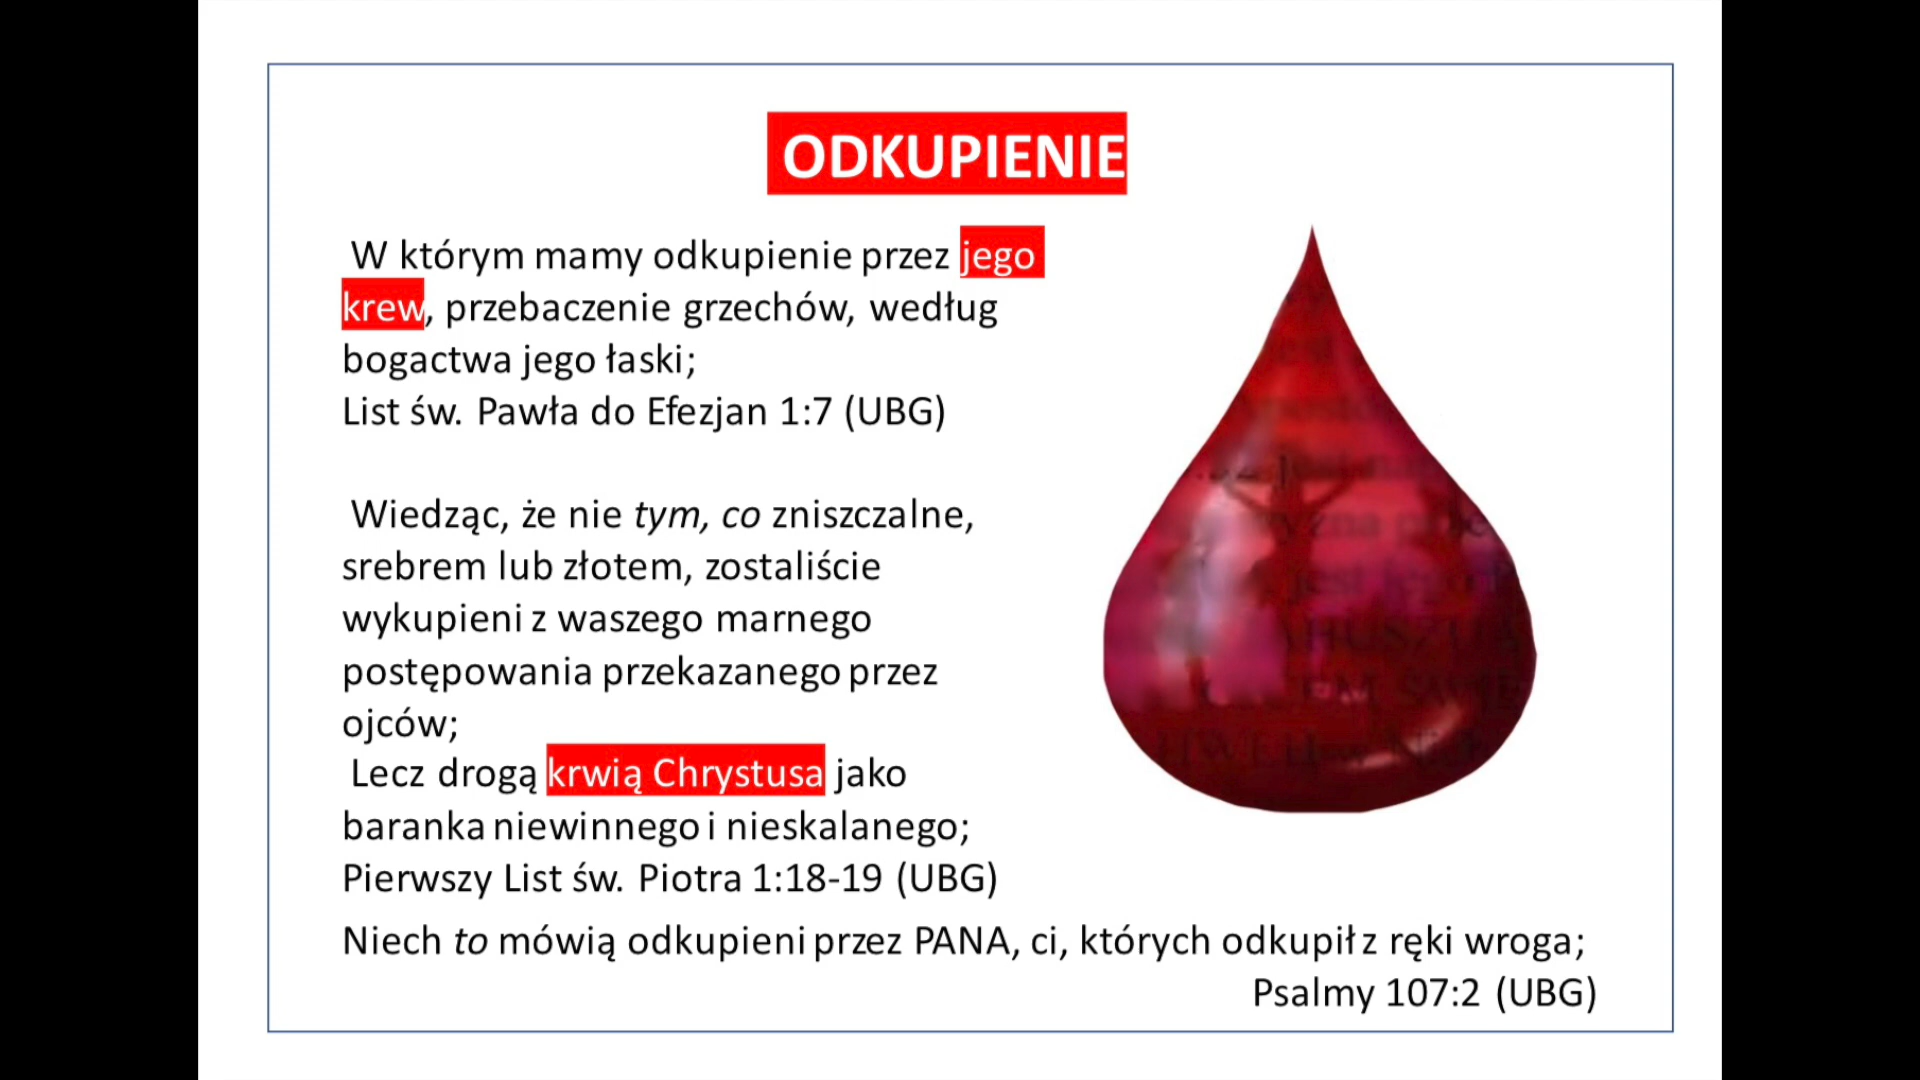 ODKUPIENIE
W którym mamy odkupienie przez jego
krew, przebaczenie grzechów, według
bogactwa jego łaski;
List św. Pawła do Efezjan 1:7 (UBG)
Wiedząc, że nie tym, co zniszczalne,
srebrem lub złotem, zostaliście
wykupieni z waszego marnego
postępowania przekazanego przez
ojców;
Lecz drogą krwią Chrystusa jako
baranka niewinnego i nieskalanego;
Pierwszy List św. Piotra 1:18-19 (UBG)
Niech to mówią odkupieni przez PANA, ci, których odkupił z ręki wroga;
Psalmy 107:2 (UBG)